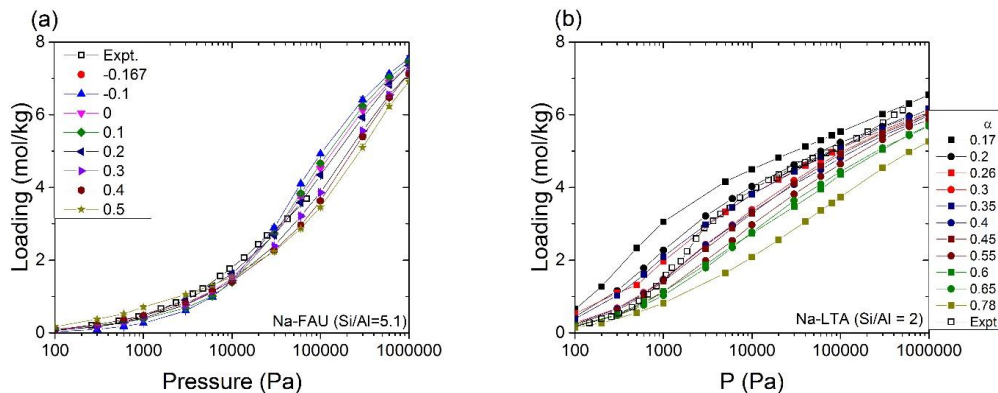 (a)
8
6
4
2
0
Loading (mol/kg)
Expt.
-0.167
-0.1
0
0.1
0.2
0.3
0.4
0.5
Na-FAU (Si/Al=5.1)
100 1000 10000 100000 1000000
Pressure (Pa)
(b)
8
6
4
2
0
Loading (mol/kg)
Na-LTA (Si/Al = 2)
100 1000 10000 100000 1000000
P (Pa)
α
0.17
0.2
0.26
0.3
0.35
0.4
0.45
0.55
0.6
0.65
0.78
Expt